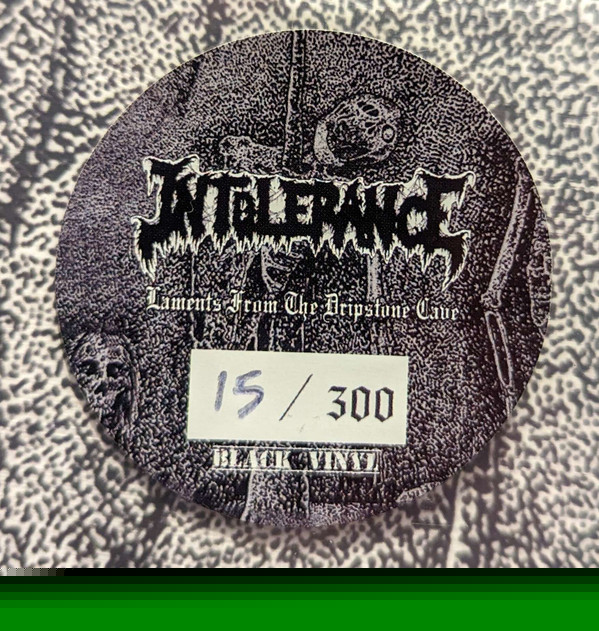 INTOLERANCE
Laments From The Dripstone Cave
15 / 300
BLACK VINYL